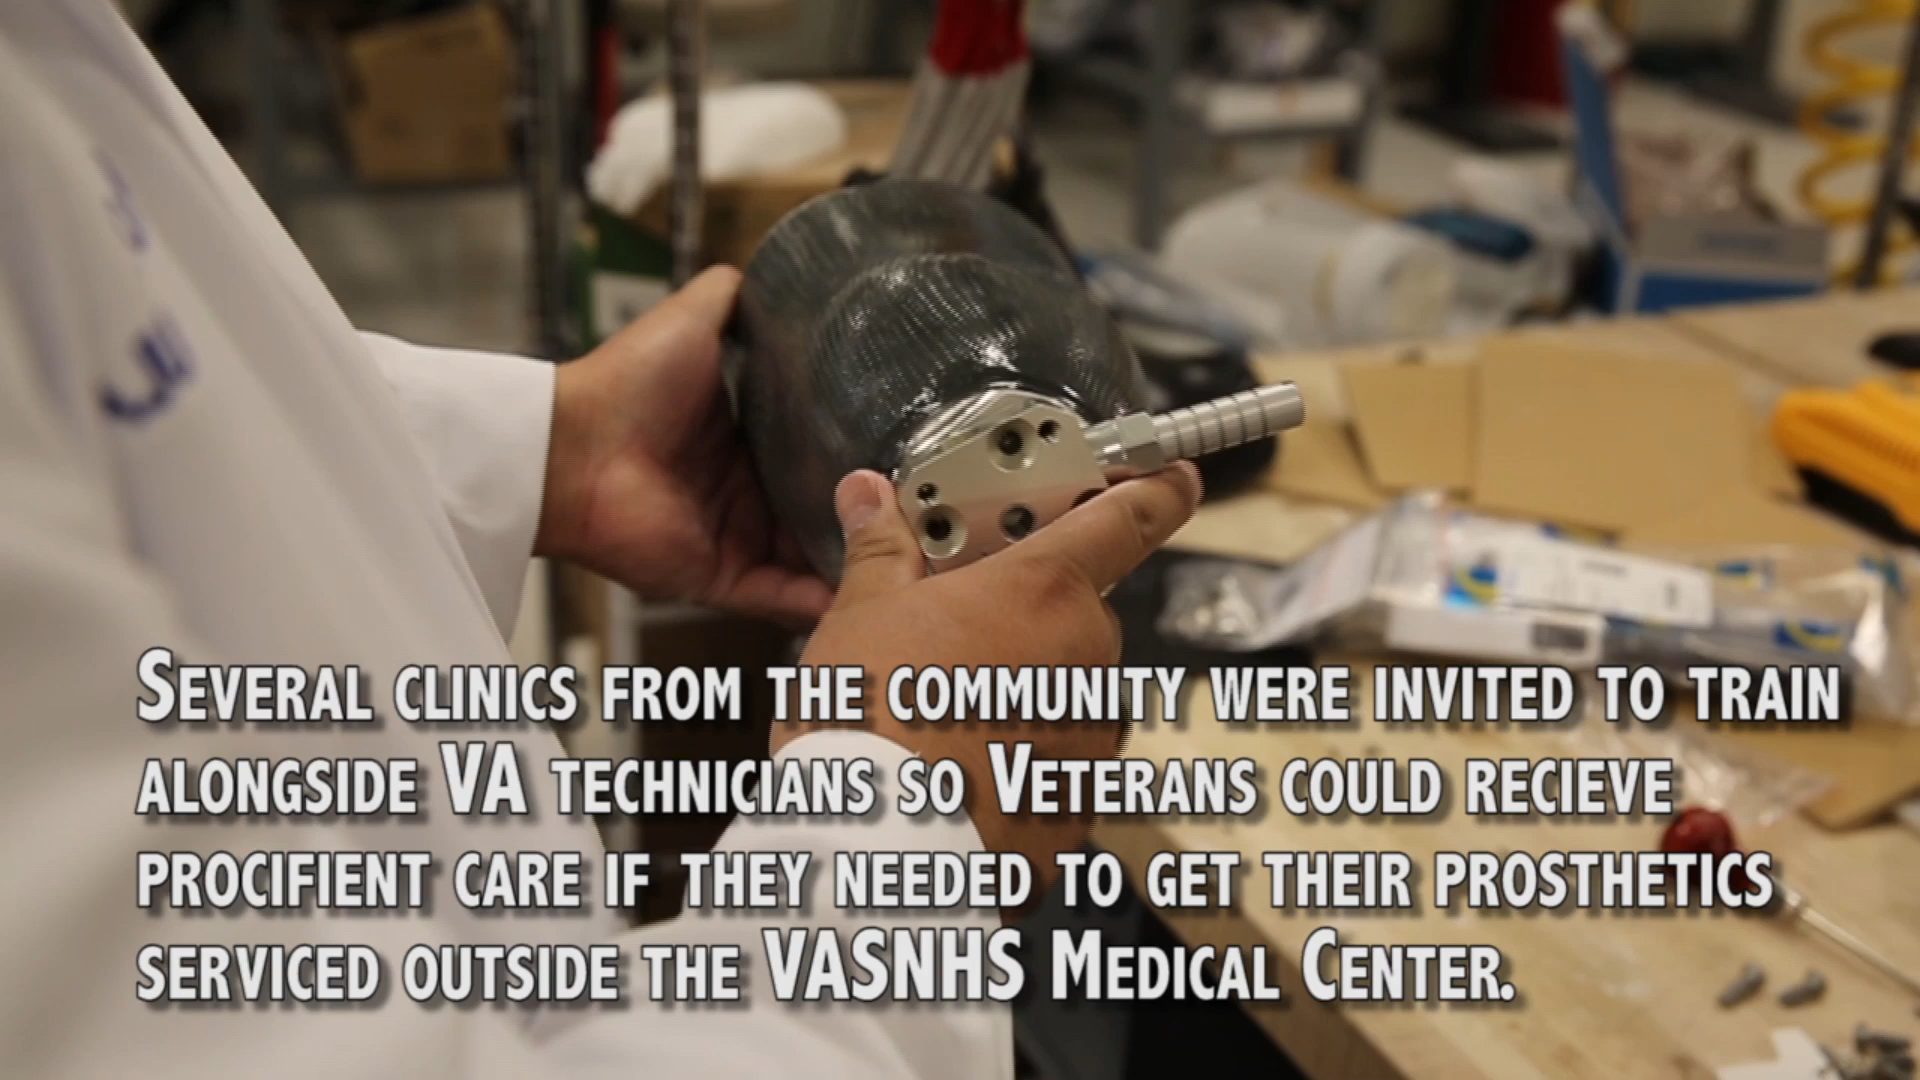 Several clinics from the community were invited to train
alongside VA technicians so Veterans could recieve
procifient care if they needed to get their prosthetics
serviced outside the VASNHS Medical Center.